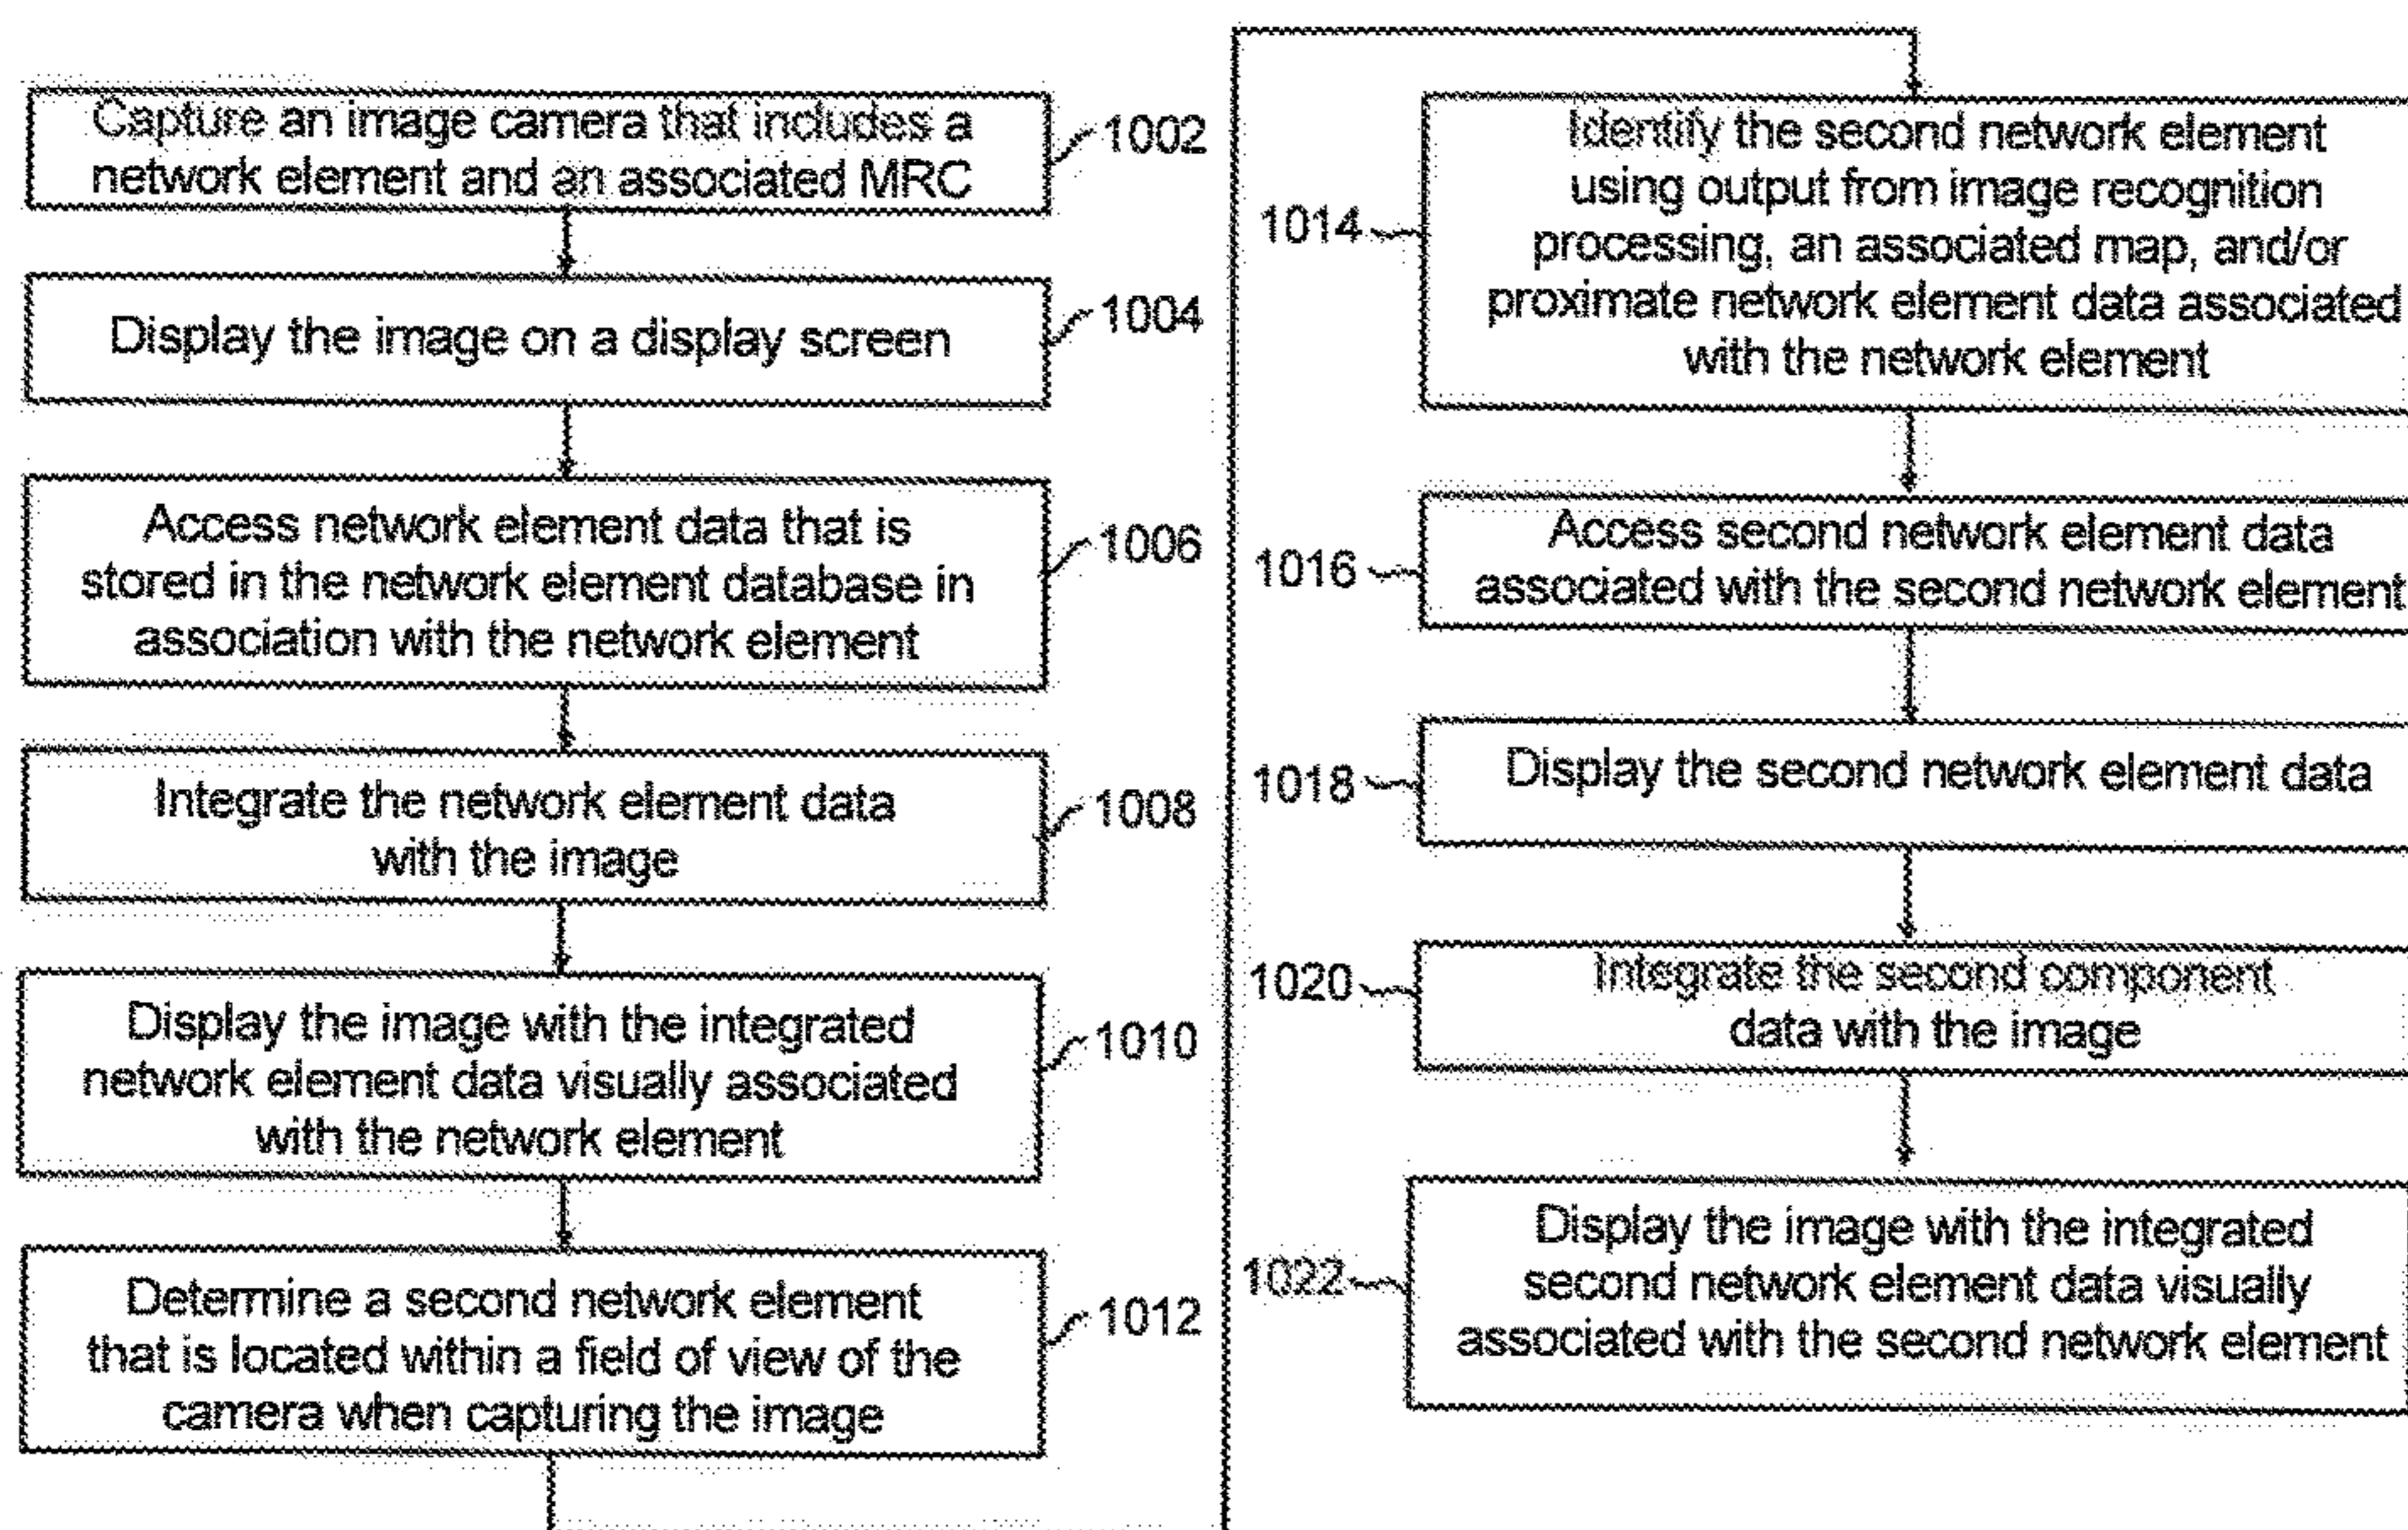 Capture an image camera that includes a
network element and an associated MRC
1002
Display the image on a display screen
1004
Access network element data that is
stored in the network element database in
association with the network element
1006
Integrate the network element data
with the image
1008
Display the image with the integrated
network element data visually associated
with the network element
1010
Determine a second network element
that is located within a field of view of the
camera when capturing the image
1012
Identify the second network element
using output from image recognition
processing, an associated map, and/or
proximate network element data associated
with the network element
1014
Access second network element data
associated with the second network element
1016
Display the second network element data
1018
Integrate the second component
data with the image
1020
Display the image with the integrated
second network element data visually
associated with the second network element
1022